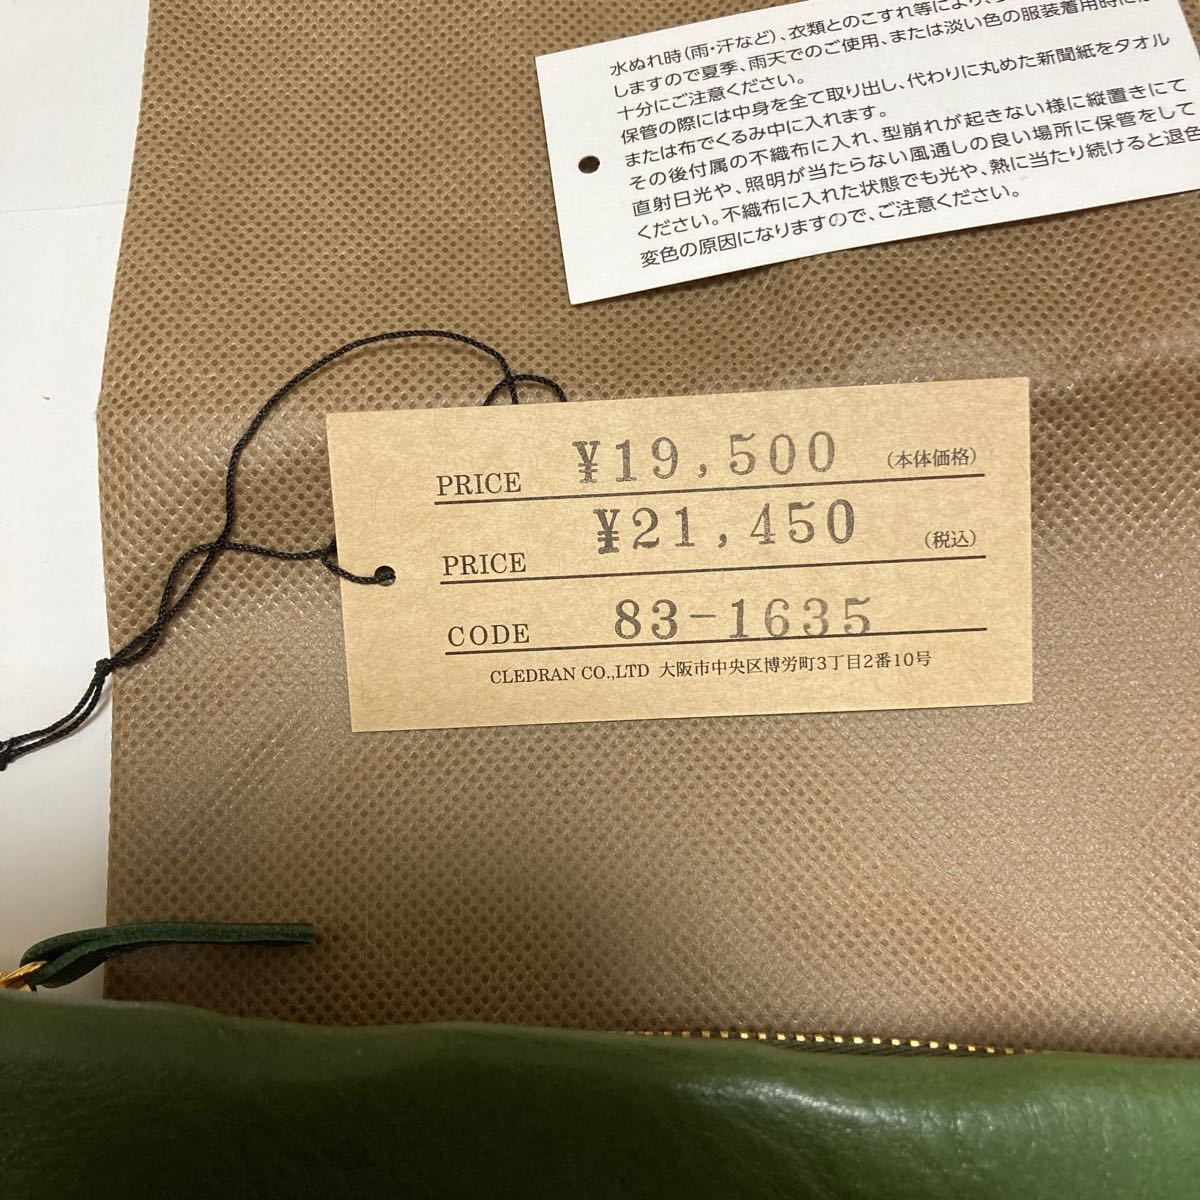 水ぬれ時(雨・汗など)、衣類とのこすれ等により、
しますので夏季、雨天でのご使用、または淡い色の服装着用時には
十分にご注意ください。
保管の際には中身を全て取り出し、代わりに丸めた新聞紙をタオル
または布でくるみ中に入れます。
その後付属の不織布に入れ、型崩れが起きない様に縦置きにて
直射日光や、照明が当たらない風通しの良い場所に保管をして
ください。不織布に入れた状態でも光や、熱に当たり続けると退色
変色の原因になりますので、ご注意ください。
PRICE ¥19,500 (本体価格)
PRICE ¥21,450 (税込)
CODE 83-1635
CLEDRAN CO.,LTD 大阪市中央区博労町3丁目2番10号